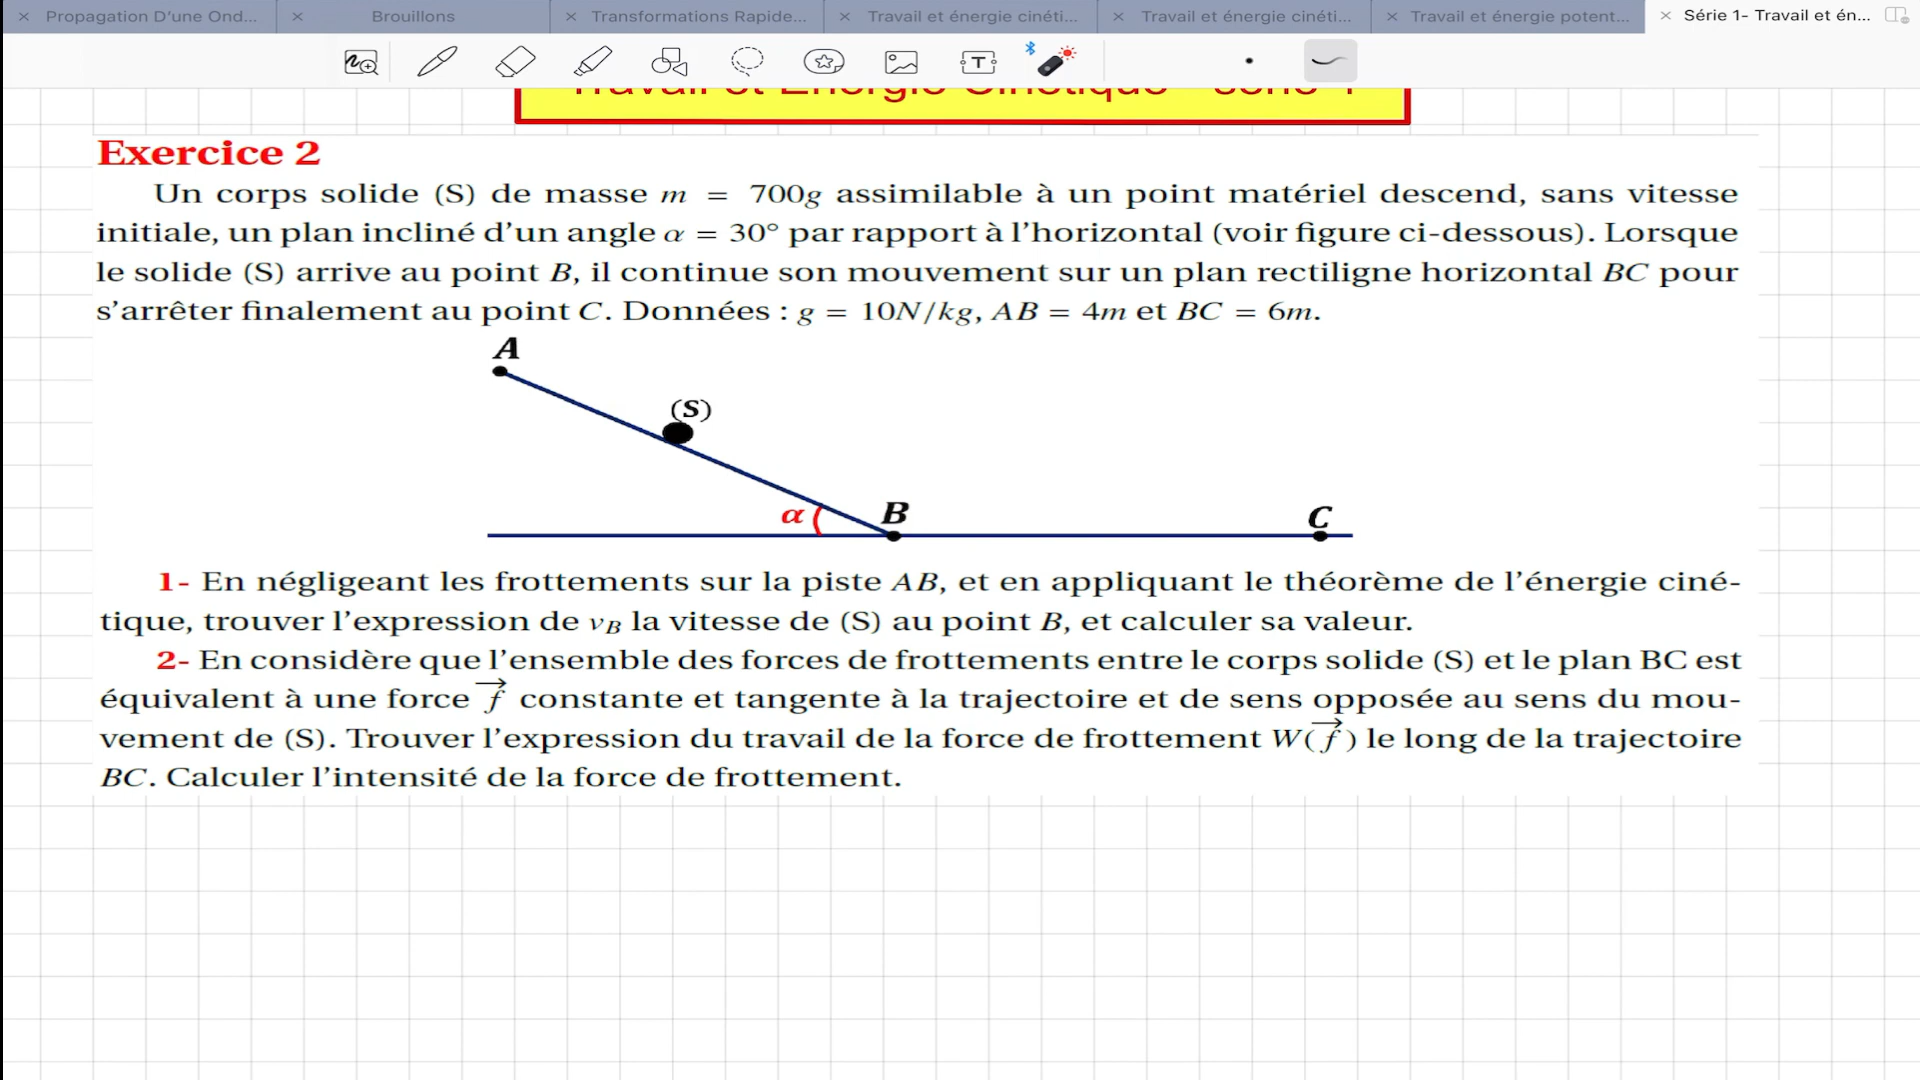 Propagation D'une Ond... Brouillons Transformations Rapide... Travail et énergie cinéti... Travail et énergie cinéti... Travail et énergie potent... Série 1- Travail et én...
Travail et Energie Cinétique - série 1
Exercice 2
Un corps solide (S) de masse m = 700g assimilable à un point matériel descend, sans vitesse
initiale, un plan incliné d'un angle α = 30° par rapport à l'horizontal (voir figure ci-dessous). Lorsque
le solide (S) arrive au point B, il continue son mouvement sur un plan rectiligne horizontal BC pour
s'arrêter finalement au point C. Données : g = 10N/kg, AB = 4m et BC = 6m.
A
(S)
α B C
1- En négligeant les frottements sur la piste AB, et en appliquant le théorème de l'énergie ciné-
tique, trouver l'expression de v_B la vitesse de (S) au point B, et calculer sa valeur.
2- En considère que l'ensemble des forces de frottements entre le corps solide (S) et le plan BC est
équivalent à une force f⃗ constante et tangente à la trajectoire et de sens opposée au sens du mou-
vement de (S). Trouver l'expression du travail de la force de frottement W(f⃗) le long de la trajectoire
BC. Calculer l'intensité de la force de frottement.